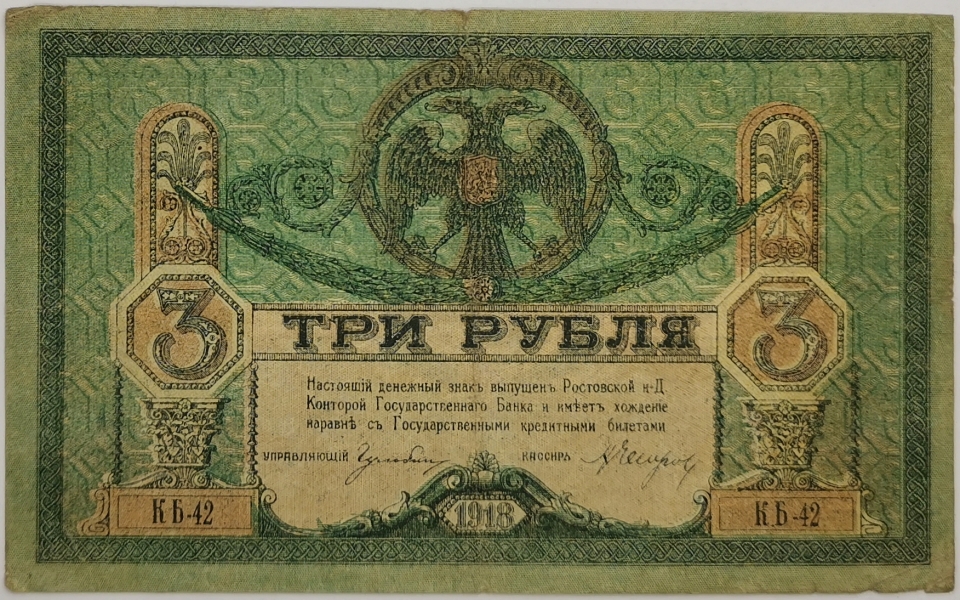 3
ТРИ РУБЛЯ
3
Настоящій денежный знакъ выпущенъ Ростовской н-Д
Конторой Государственнаго Банка и имѣетъ хожденіе
наравнѣ съ Государственными кредитными билетами
УПРАВЛЯЮЩІЙ
КАССИРЪ
КБ-42
1918
КБ-42